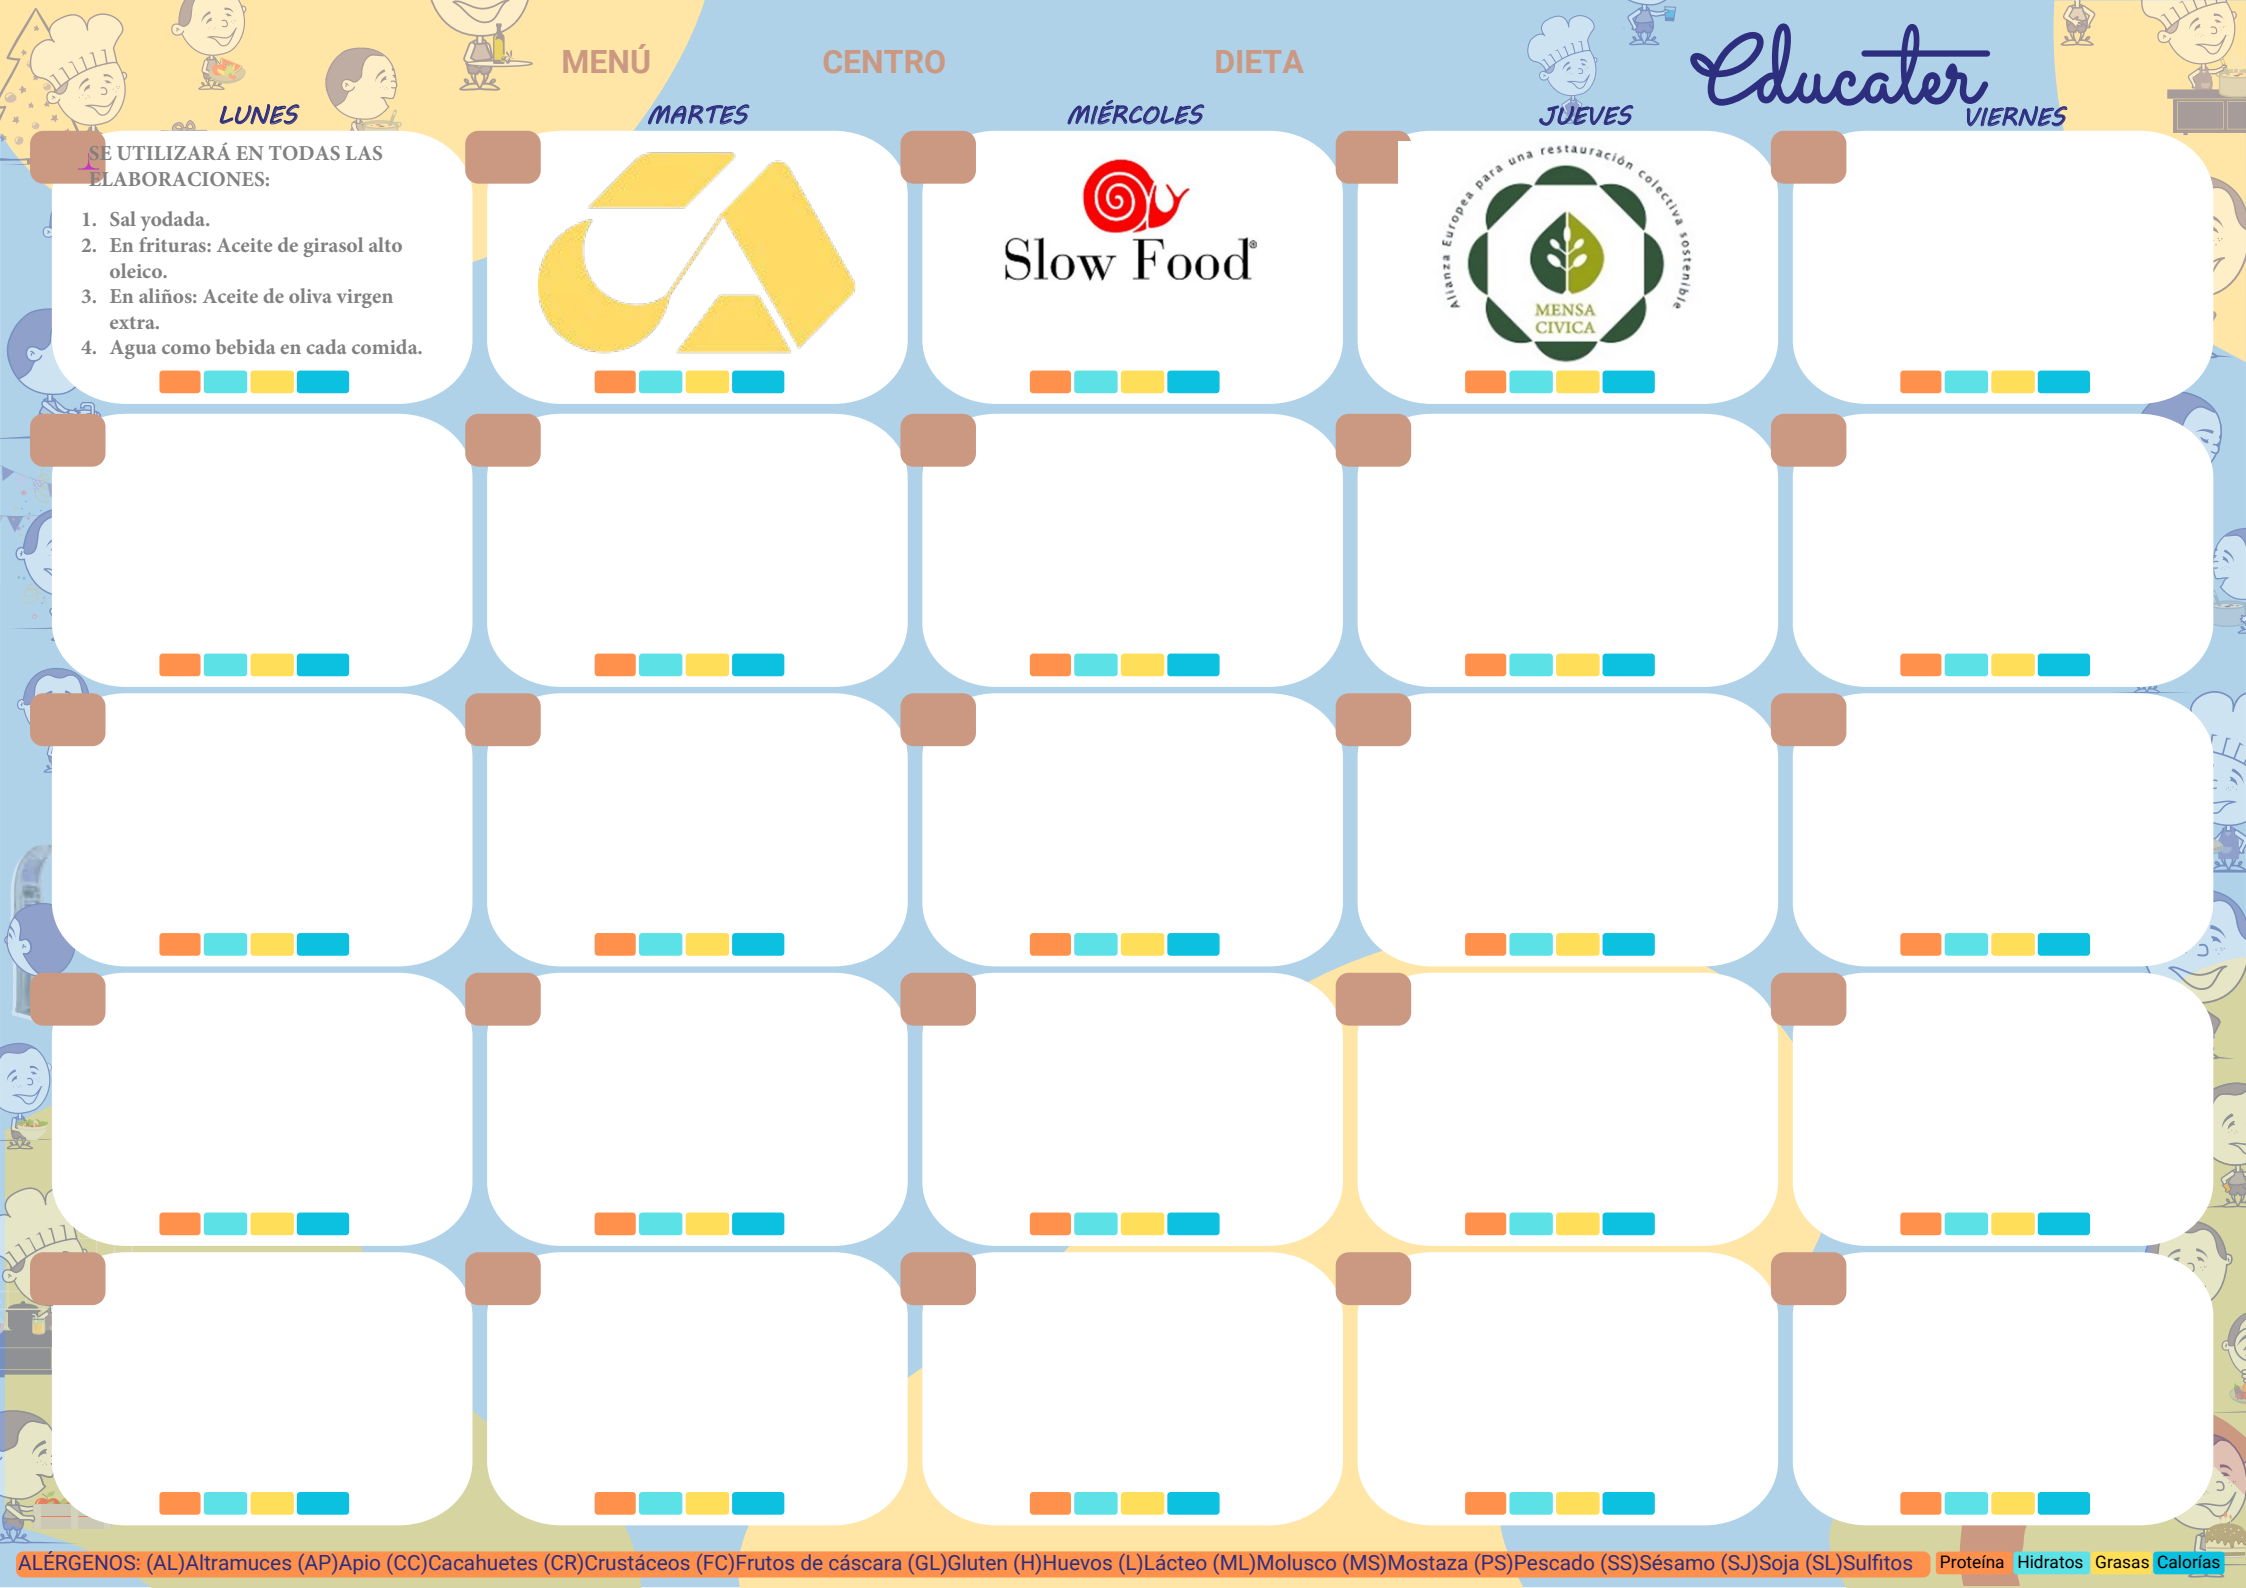 MENÚ CENTRO DIETA Educater
LUNES MARTES MIÉRCOLES JUEVES VIERNES
SE UTILIZARÁ EN TODAS LAS
ELABORACIONES:
1. Sal yodada.
2. En frituras: Aceite de girasol alto
oleico.
3. En aliños: Aceite de oliva virgen
extra.
4. Agua como bebida en cada comida.
Slow Food®
Alianza Europea para una restauración colectiva sostenible
MENSA
CIVICA
ALÉRGENOS: (AL)Altramuces (AP)Apio (CC)Cacahuetes (CR)Crustáceos (FC)Frutos de cáscara (GL)Gluten (H)Huevos (L)Lácteo (ML)Molusco (MS)Mostaza (PS)Pescado (SS)Sésamo (SJ)Soja (SL)Sulfitos Proteína Hidratos Grasas Calorías